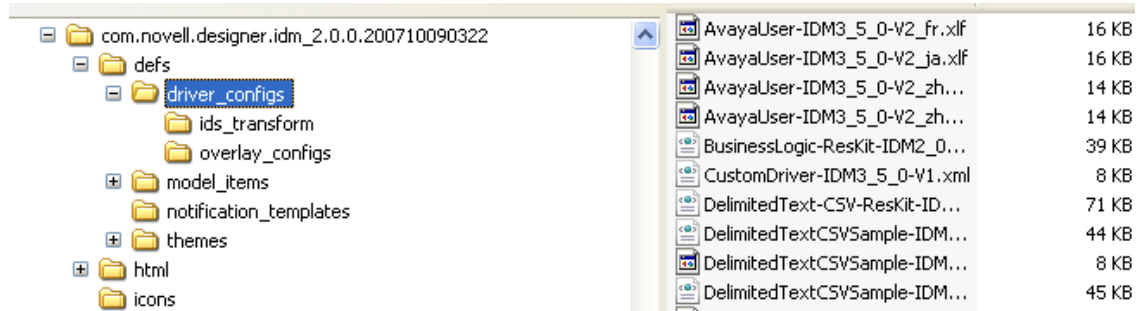 com.novell.designer.idm_2.0.0.200710090322
defs
driver_configs
ids_transform
overlay_configs
model_items
notification_templates
themes
html
icons
AvayaUser-IDM3_5_0-V2_fr.xlf 16 KB
AvayaUser-IDM3_5_0-V2_ja.xlf 16 KB
AvayaUser-IDM3_5_0-V2_zh... 14 KB
AvayaUser-IDM3_5_0-V2_zh... 14 KB
BusinessLogic-ResKit-IDM2_0... 39 KB
CustomDriver-IDM3_5_0-V1.xml 8 KB
DelimitedText-CSV-ResKit-ID... 71 KB
DelimitedTextCSVSample-IDM... 44 KB
DelimitedTextCSVSample-IDM... 8 KB
DelimitedTextCSVSample-IDM... 45 KB